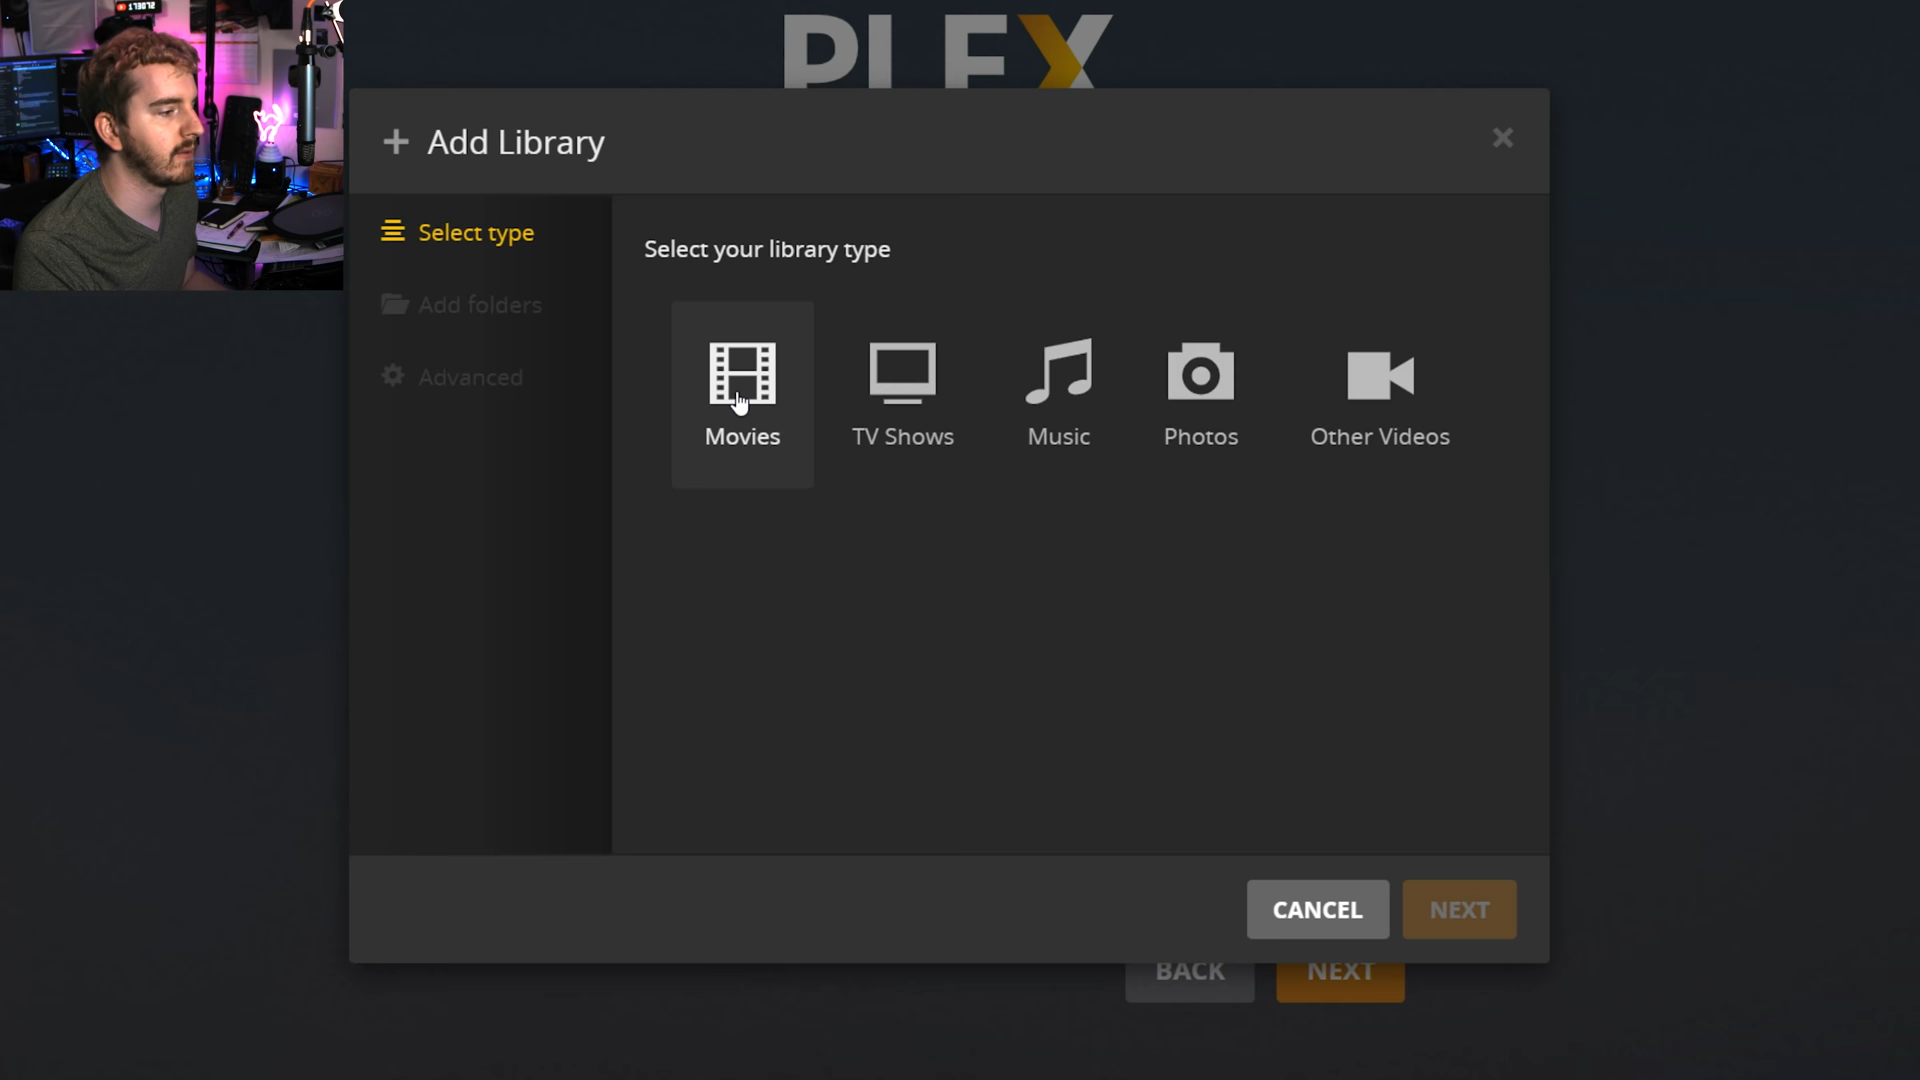 173072
PLEX
Add Library
Select type
Add folders
Advanced
Select your library type
Movies
TV Shows
Music
Photos
Other Videos
CANCEL
NEXT
BACK
NEXT